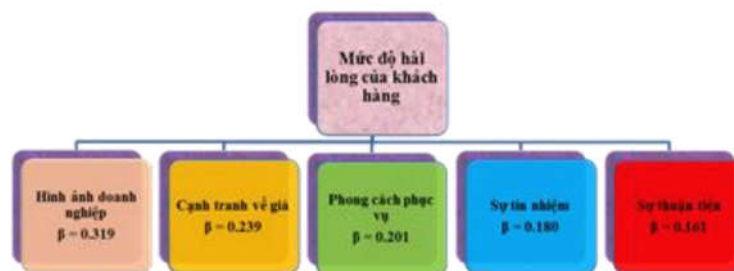 Mức độ hài
lòng của khách
hàng
Hình ảnh doanh
nghiệp
β = 0.319
Cạnh tranh về giá
β = 0.239
Phong cách phục
vụ
β = 0.201
Sự tín nhiệm
β = 0.180
Sự thuận tiện
β = 0.161